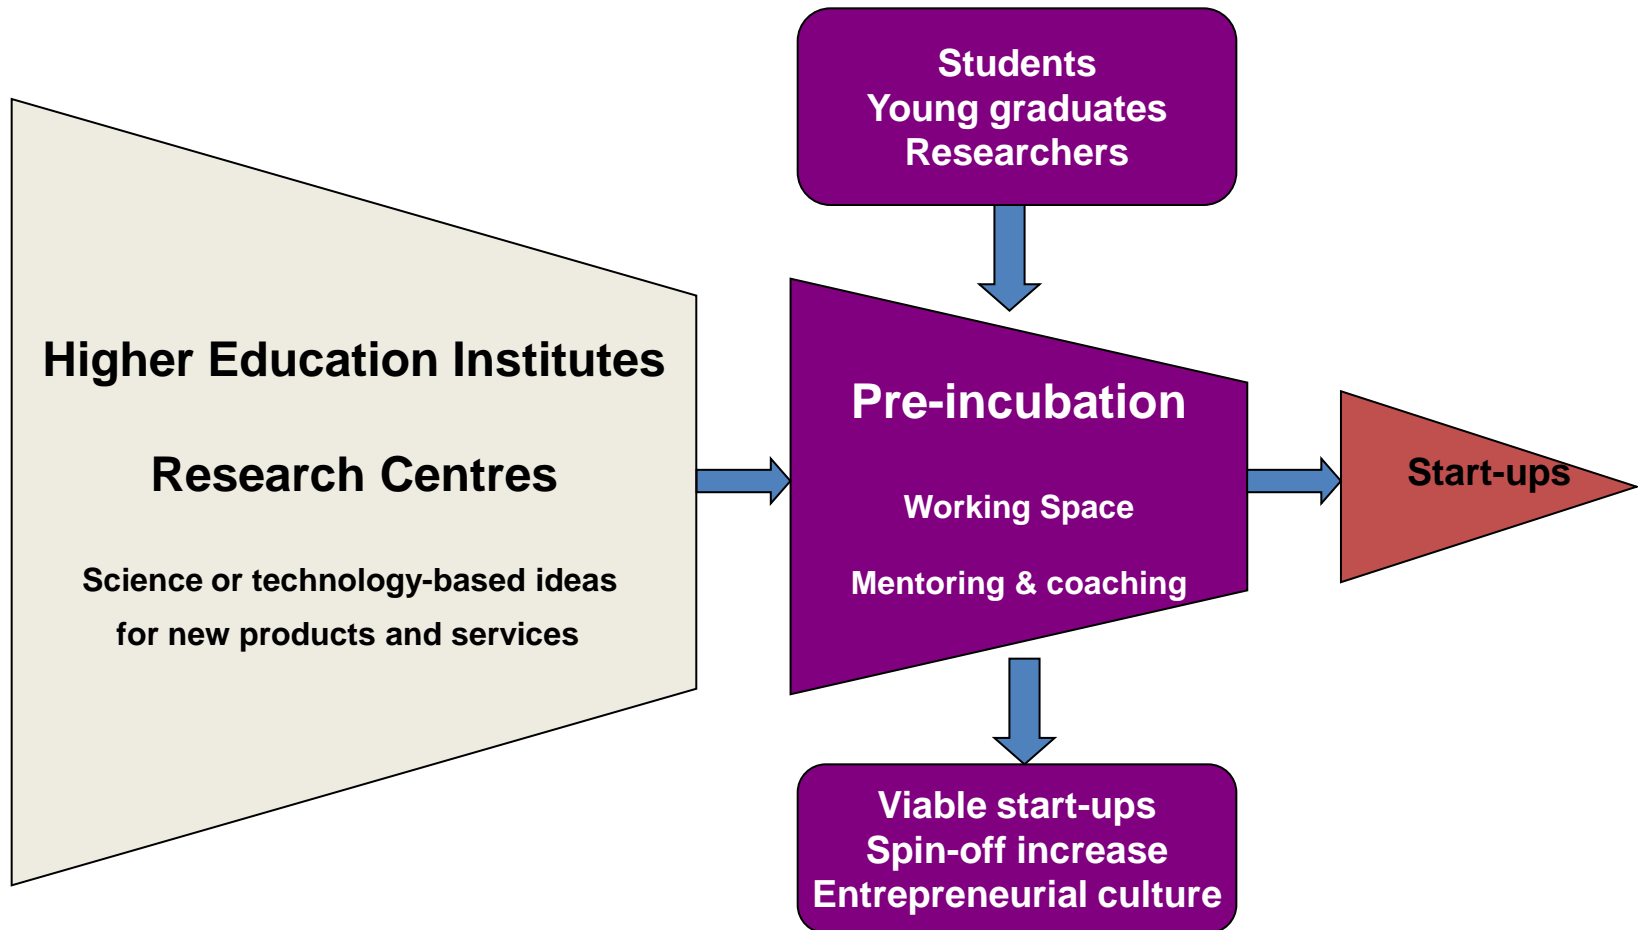 Students
Young graduates
Researchers
Higher Education Institutes
Research Centres
Science or technology-based ideas
for new products and services
Pre-incubation
Working Space
Mentoring & coaching
Start-ups
Viable start-ups
Spin-off increase
Entrepreneurial culture